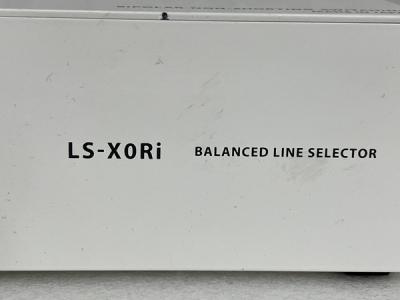 LS-X0Ri BALANCED LINE SELECTOR